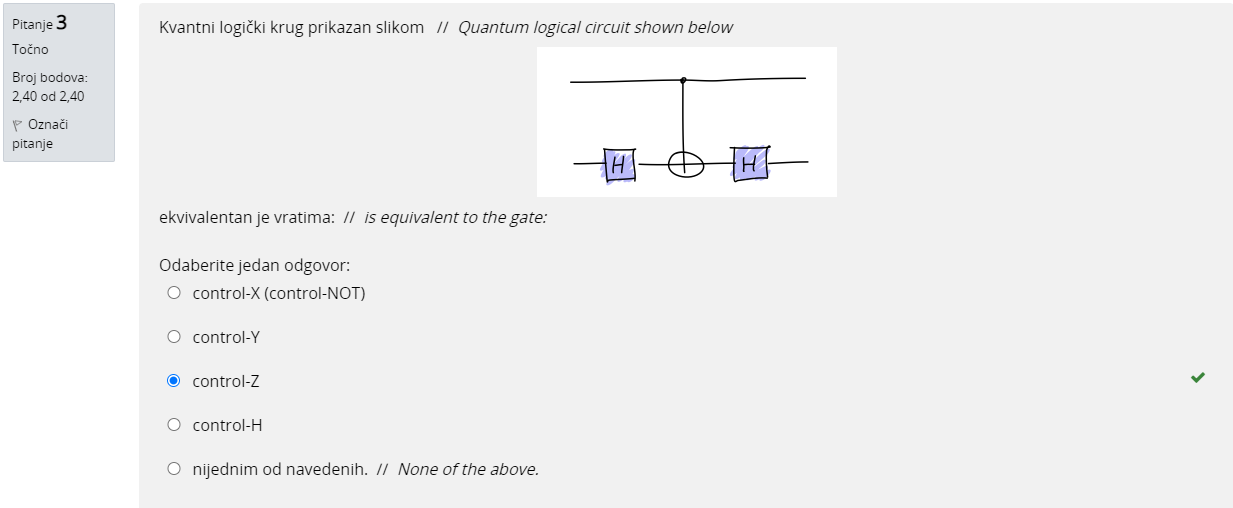 Pitanje 3
Točno
Broj bodova:
2,40 od 2,40
Označi
pitanje
Kvantni logički krug prikazan slikom // Quantum logical circuit shown below
H
H
ekvivalentan je vratima: // is equivalent to the gate:
Odaberite jedan odgovor:
control-X (control-NOT)
control-Y
control-Z
control-H
nijednim od navedenih. // None of the above.